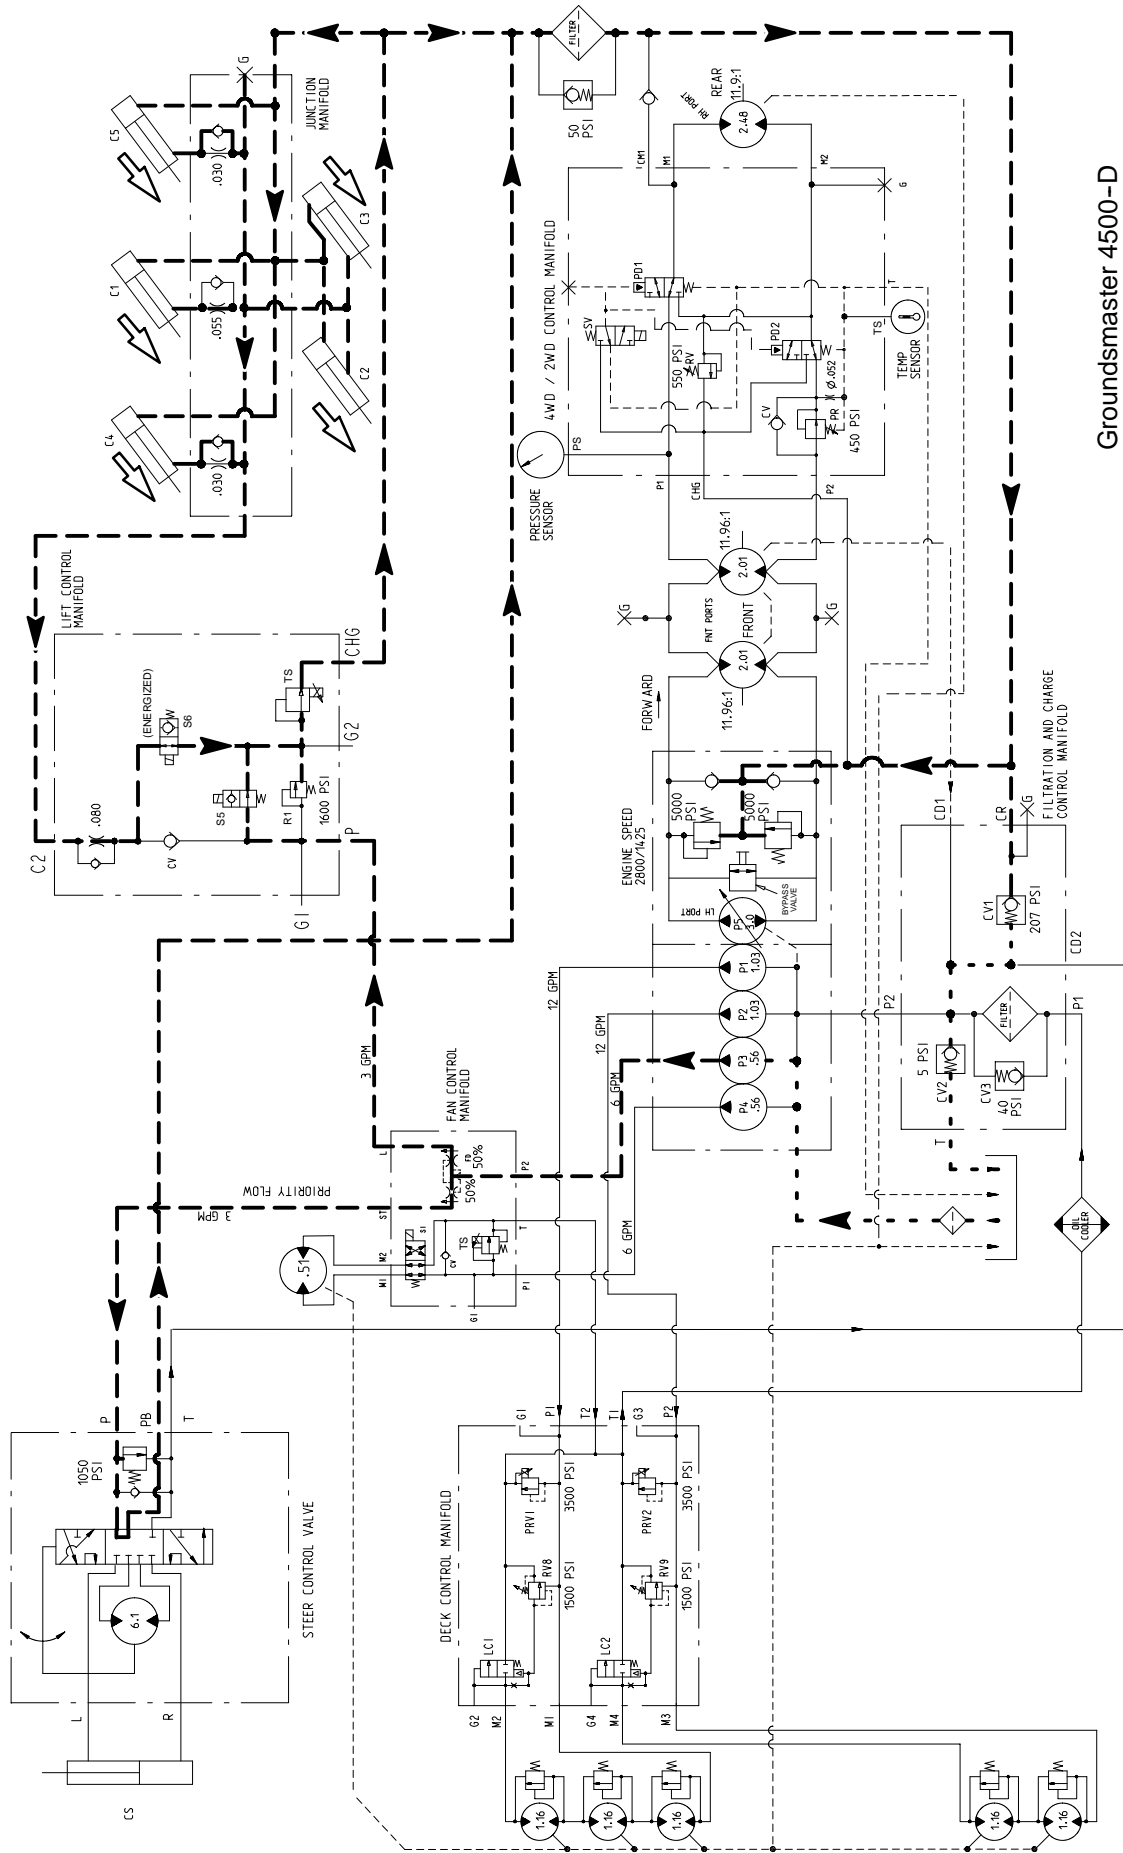 Groundsmaster 4500-D
CS
L
R
STEER CONTROL VALVE
6.1
1050
PSI
P
PB
T
3 GPM
PRIORITY FLOW
3 GPM
C2
.080
CV
LIFT CONTROL
MANIFOLD
(ENERGIZED)
S6
S5
R1
1600 PSI
TS
G1
P
G2
CHG
C4
C1
C5
.030
.055
.030
G
JUNCTION
MANIFOLD
C2
C3
.51
M1
M2
ST
L
S1
TS
CV
G1
P1
T
P2
50%
FD
50%
FAN CONTROL
MANIFOLD
6 GPM
6 GPM
12 GPM
12 GPM
DECK CONTROL MANIFOLD
LC1
RV8
1500 PSI
PRV1
3500 PSI
LC2
RV9
1500 PSI
PRV2
3500 PSI
G2
M2
M1
G4
M4
M3
G1
P1
T2
T1
G3
P2
1.16
1.16
1.16
1.16
1.16
P4
.56
P3
.56
P2
1.03
P1
1.03
P5
3.0
LH PORT
ENGINE SPEED
2800/1425
5000
PSI
5000
PSI
BYPASS
VALVE
FORWARD
FNT PORTS
FRONT
2.01
11.96:1
2.01
11.96:1
G
G
PRESSURE
SENSOR
PS
4WD / 2WD CONTROL MANIFOLD
P1
CHG
P2
SV
550 PSI
RV
PD1
PD2
CV
PR
450 PSI
Ø.052
TS
TEMP
SENSOR
T
CM1
M1
M2
G
RH PORT
REAR
2.48
11.9:1
50
PSI
FILTER
CD1
CR
G
FILTRATION AND CHARGE
CONTROL MANIFOLD
CV1
207 PSI
CD2
P2
P1
FILTER
5 PSI
CV2
CV3
40
PSI
T
OIL
COOLER